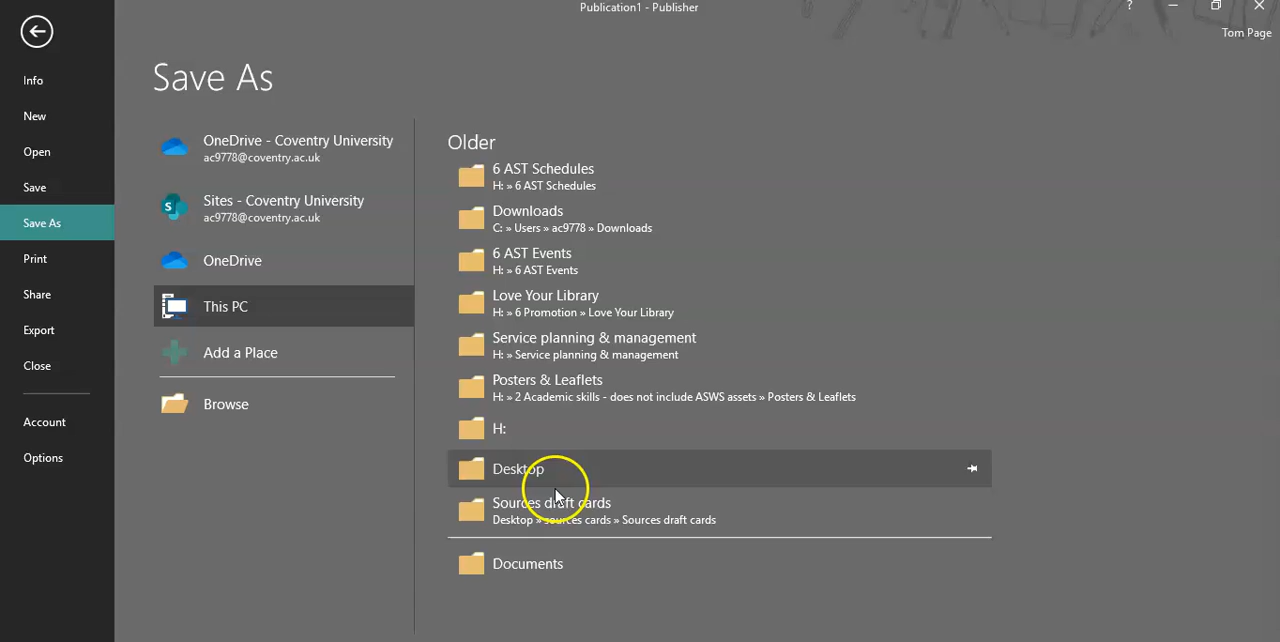 Publication1 - Publisher
?
Tom Page
Info
New
Open
Save
Save As
Print
Share
Export
Close
Account
Options
Save As
OneDrive - Coventry University
ac9778@coventry.ac.uk
S
Sites - Coventry University
ac9778@coventry.ac.uk
OneDrive
This PC
Add a Place
Browse
Older
6 AST Schedules
H: » 6 AST Schedules
Downloads
C: » Users » ac9778 » Downloads
6 AST Events
H: » 6 AST Events
Love Your Library
H: » 6 Promotion » Love Your Library
Service planning & management
H: » Service planning & management
Posters & Leaflets
H: » 2 Academic skills - does not include ASWS assets » Posters & Leaflets
H:
Desktop
Sources draft cards
Desktop » sources cards » Sources draft cards
Documents